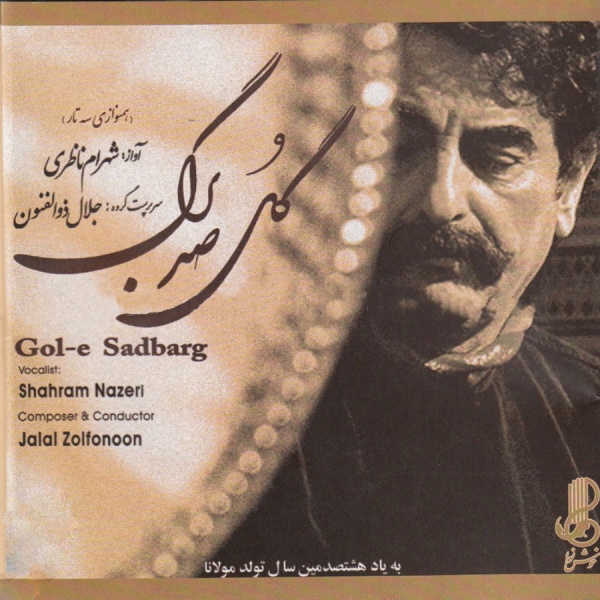 (همنوازی سه تار)
آواز: شهرام ناظری
سرپرست گروه: جلال ذوالفنون
گل صدبرگ
Gol-e Sadbarg
Vocalist:
Shahram Nazeri
Composer & Conductor
Jalal Zolfonoon
به یاد هشتصدمین سال تولد مولانا